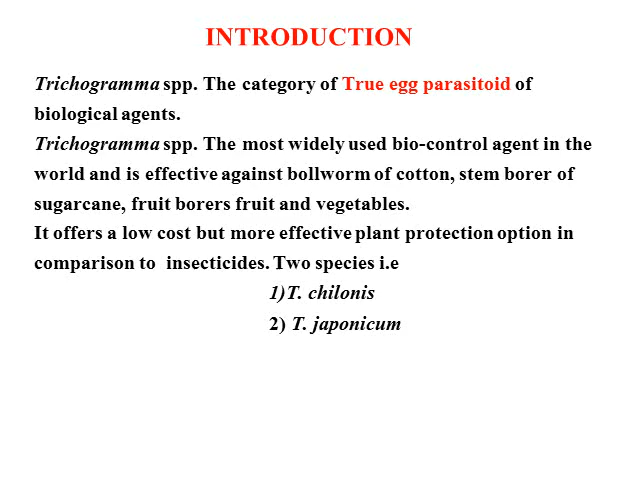 INTRODUCTION
Trichogramma spp. The category of True egg parasitoid of
biological agents.
Trichogramma spp. The most widely used bio-control agent in the
world and is effective against bollworm of cotton, stem borer of
sugarcane, fruit borers fruit and vegetables.
It offers a low cost but more effective plant protection option in
comparison to insecticides. Two species i.e
1)T. chilonis
2) T. japonicum